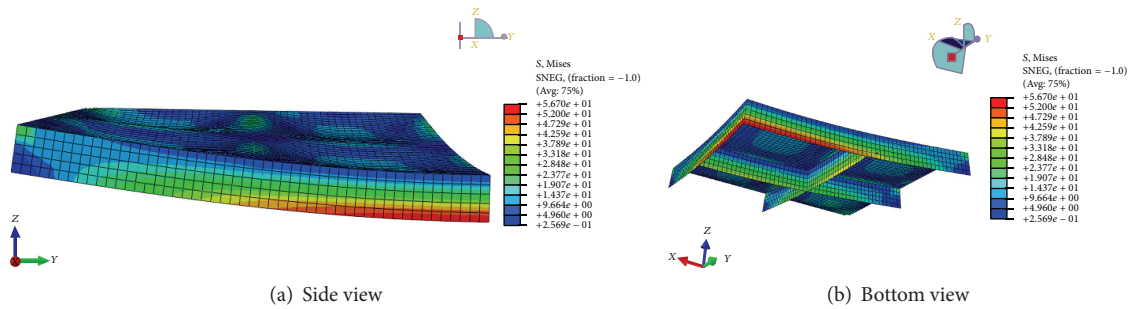 Z
X
Y
S, Mises
SNEG, (fraction = −1.0)
(Avg: 75%)
+5.670e + 01
+5.200e + 01
+4.729e + 01
+4.259e + 01
+3.789e + 01
+3.318e + 01
+2.848e + 01
+2.377e + 01
+1.907e + 01
+1.437e + 01
+9.664e + 00
+4.960e + 00
+2.569e − 01
Z
X
Y
(a) Side view
Z
X
Y
S, Mises
SNEG, (fraction = −1.0)
(Avg: 75%)
+5.670e + 01
+5.200e + 01
+4.729e + 01
+4.259e + 01
+3.789e + 01
+3.318e + 01
+2.848e + 01
+2.377e + 01
+1.907e + 01
+1.437e + 01
+9.664e + 00
+4.960e + 00
+2.569e − 01
Z
X
Y
(b) Bottom view